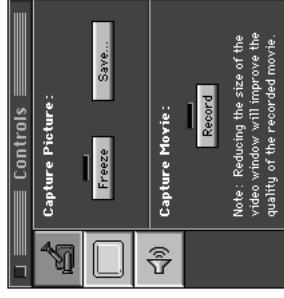 Controls
Capture Picture:
Freeze
Save...
Capture Movie:
Record
Note: Reducing the size of the
video window will improve the
quality of the recorded movie.